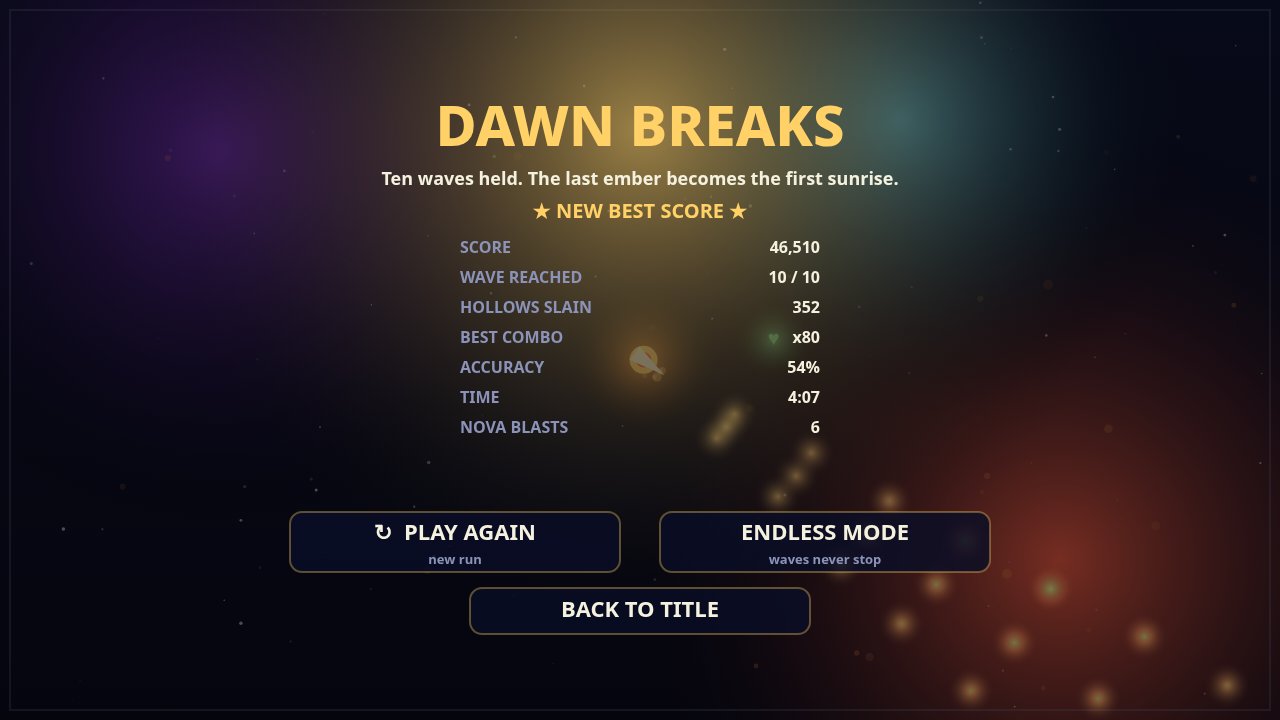 DAWN BREAKS
Ten waves held. The last ember becomes the first sunrise.
★ NEW BEST SCORE ★
SCORE 46,510
WAVE REACHED 10 / 10
HOLLOWS SLAIN 352
BEST COMBO x80
ACCURACY 54%
TIME 4:07
NOVA BLASTS 6
↻ PLAY AGAIN
new run
ENDLESS MODE
waves never stop
BACK TO TITLE